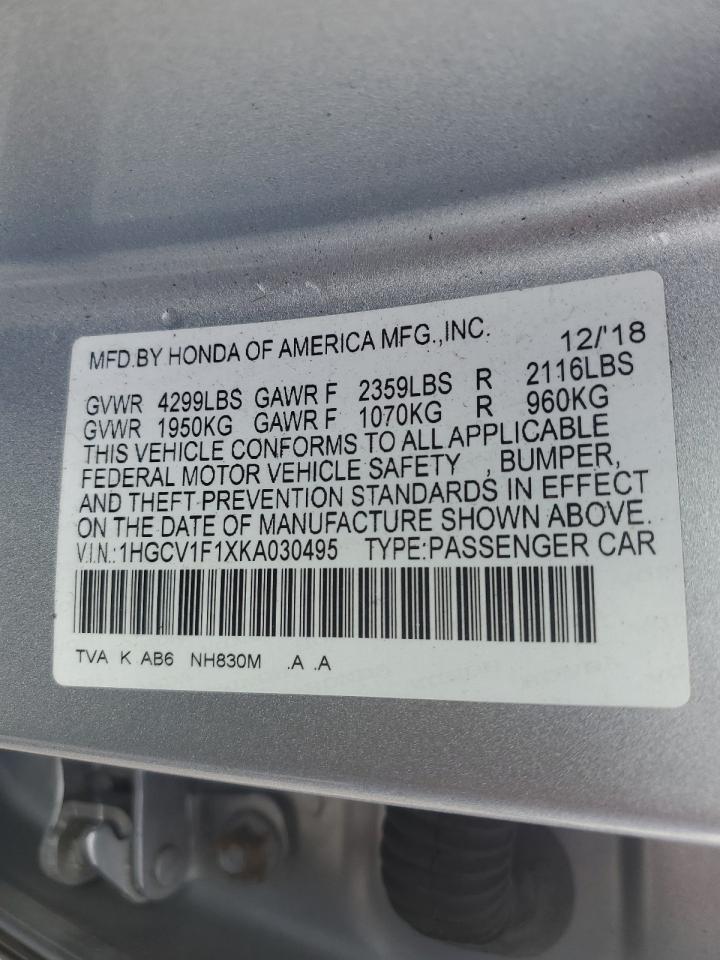 MFD.BY HONDA OF AMERICA MFG.,INC. 12/'18
GVWR 4299LBS GAWR F 2359LBS R 2116LBS
GVWR 1950KG GAWR F 1070KG R 960KG
THIS VEHICLE CONFORMS TO ALL APPLICABLE
FEDERAL MOTOR VEHICLE SAFETY , BUMPER,
AND THEFT PREVENTION STANDARDS IN EFFECT
ON THE DATE OF MANUFACTURE SHOWN ABOVE.
V.I.N.:1HGCV1F1XKA030495 TYPE:PASSENGER CAR
TVA K AB6 NH830M .A .A